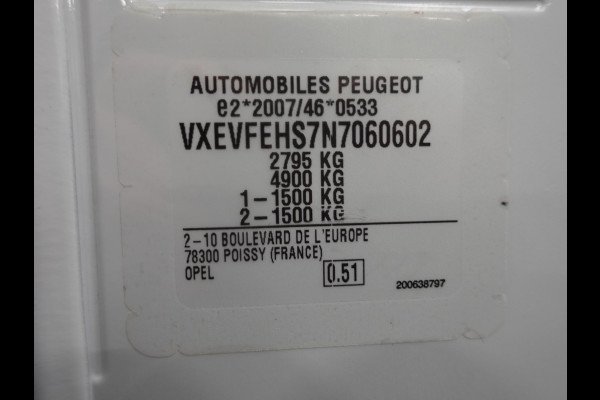 AUTOMOBILES PEUGEOT
e2*2007/46*0533
VXEVFEHS7N7060602
2795 KG
4900 KG
1-1500 KG
2-1500 KG
2-10 BOULEVARD DE L'EUROPE
78300 POISSY (FRANCE)
OPEL 0.51
200638797